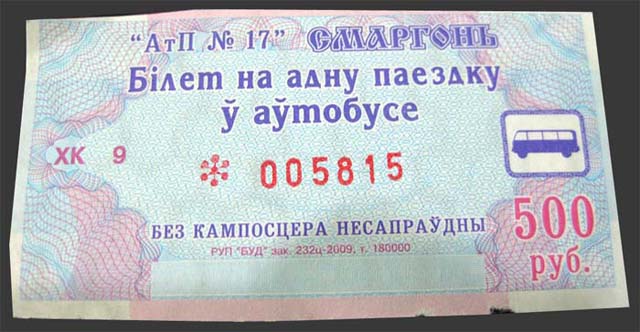 "АтП № 17" СМАРГОНЬ
Білет на адну паездку
ў аўтобусе
ХК 9
005815
БЕЗ КАМПОСЦЕРА НЕСАПРАЎДНЫ
500
руб.
РУП "БУД" зак. 232ц-2009, т. 180000